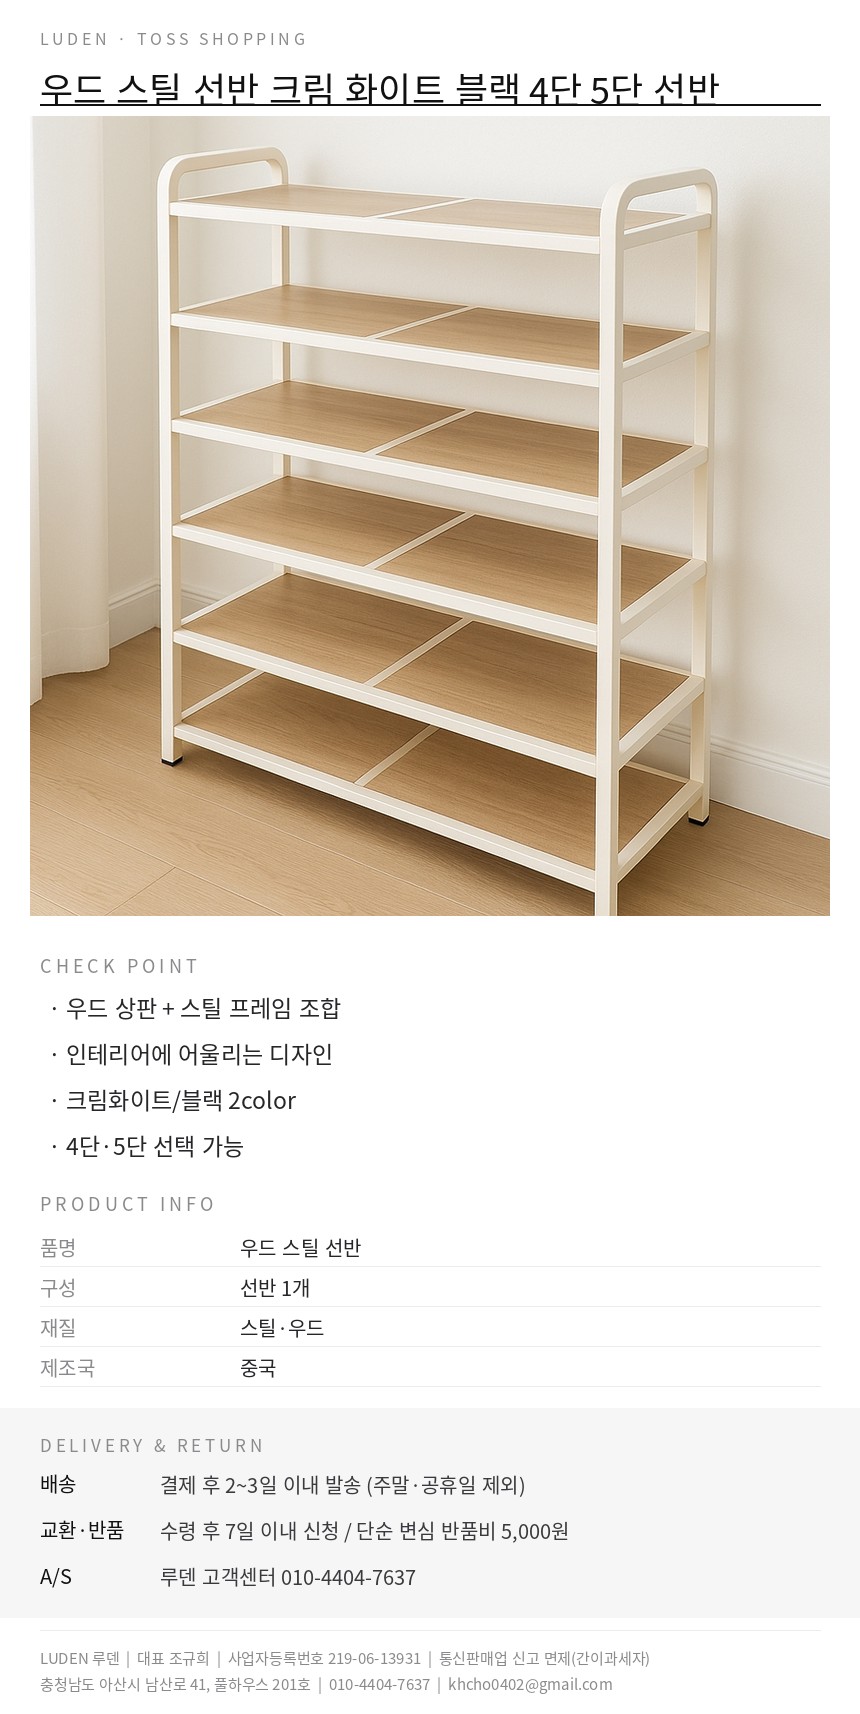 LUDEN · TOSS SHOPPING
우드 스틸 선반 크림 화이트 블랙 4단 5단 선반
CHECK POINT
· 우드 상판 + 스틸 프레임 조합
· 인테리어에 어울리는 디자인
· 크림화이트/블랙 2color
· 4단·5단 선택 가능
PRODUCT INFO
품명 우드 스틸 선반
구성 선반 1개
재질 스틸·우드
제조국 중국
DELIVERY & RETURN
배송 결제 후 2~3일 이내 발송 (주말·공휴일 제외)
교환·반품 수령 후 7일 이내 신청 / 단순 변심 반품비 5,000원
A/S 루덴 고객센터 010-4404-7637
LUDEN 루덴 | 대표 조규희 | 사업자등록번호 219-06-13931 | 통신판매업 신고 면제(간이과세자)
충청남도 아산시 남산로 41, 풀하우스 201호 | 010-4404-7637 | khcho0402@gmail.com